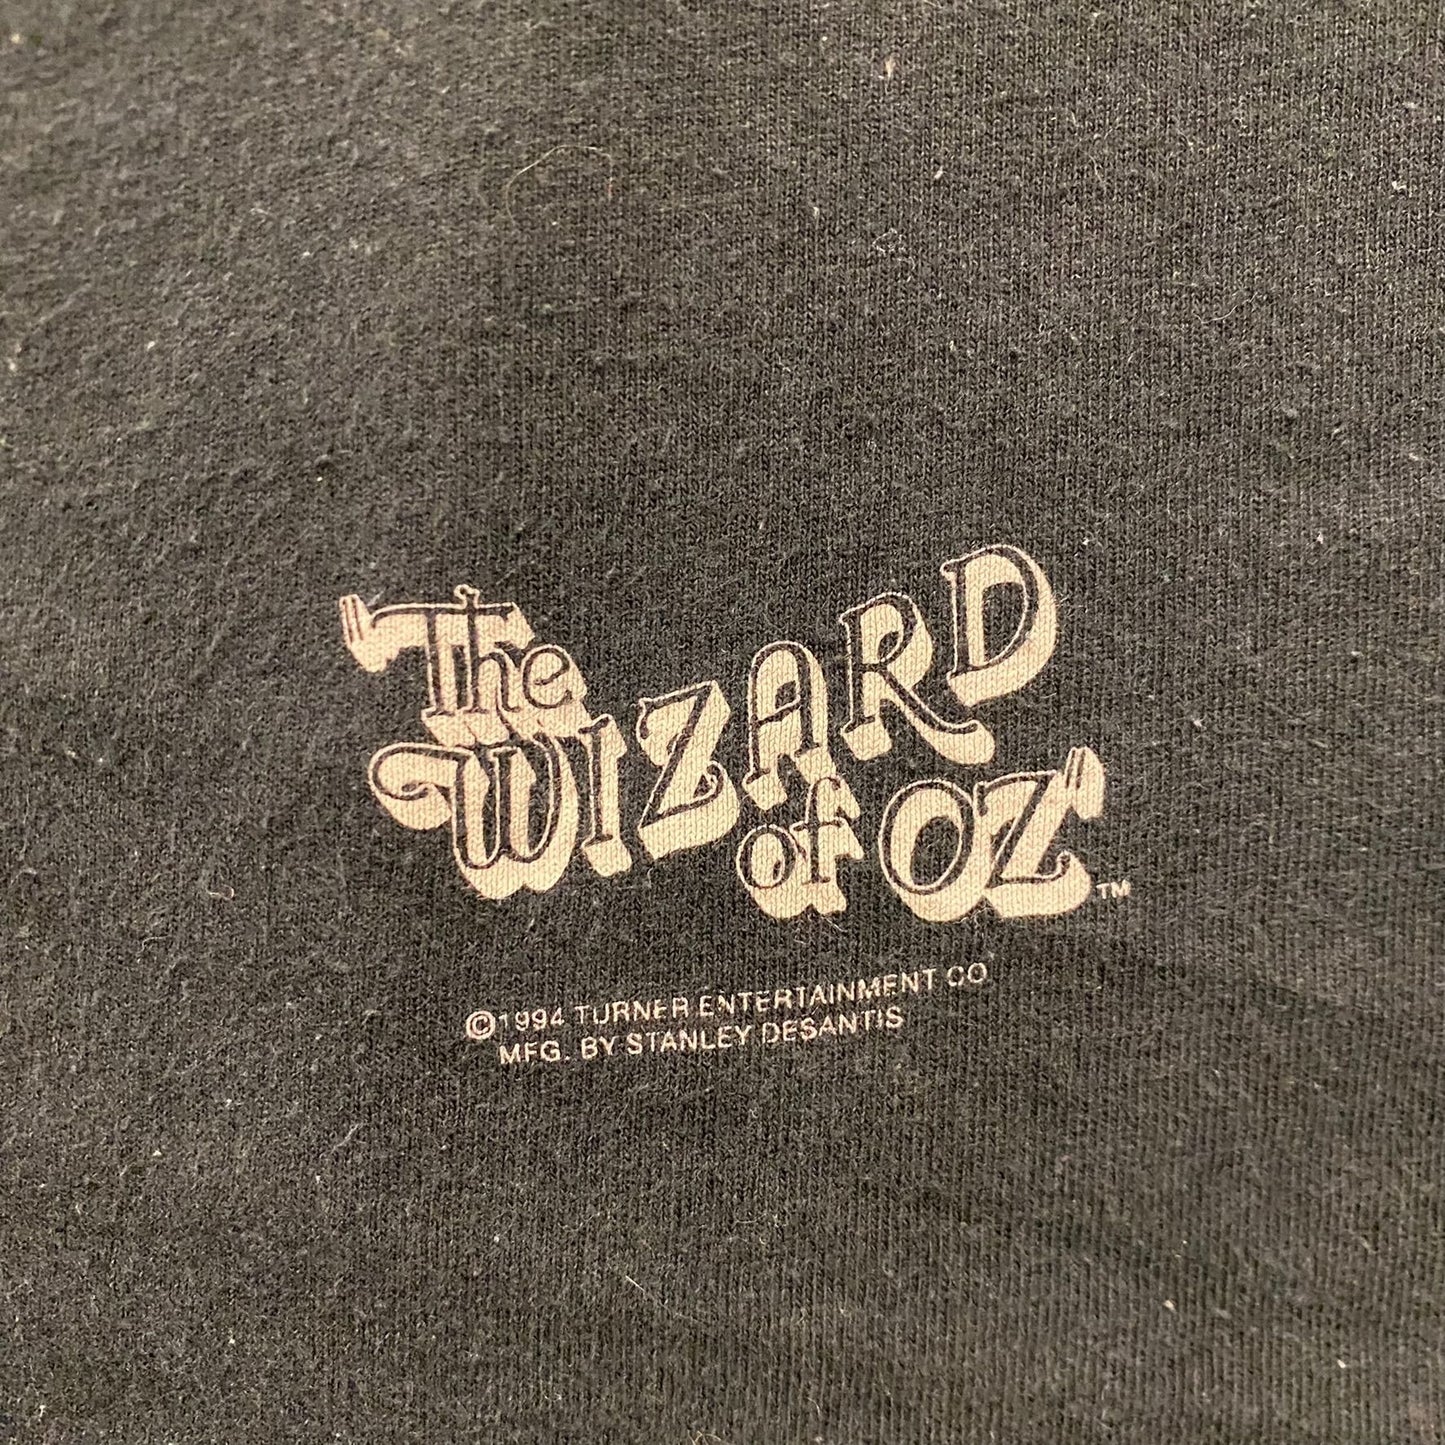 "The
WIZARD
of OZ"™
©1994 TURNER ENTERTAINMENT CO
MFG. BY STANLEY DESANTIS